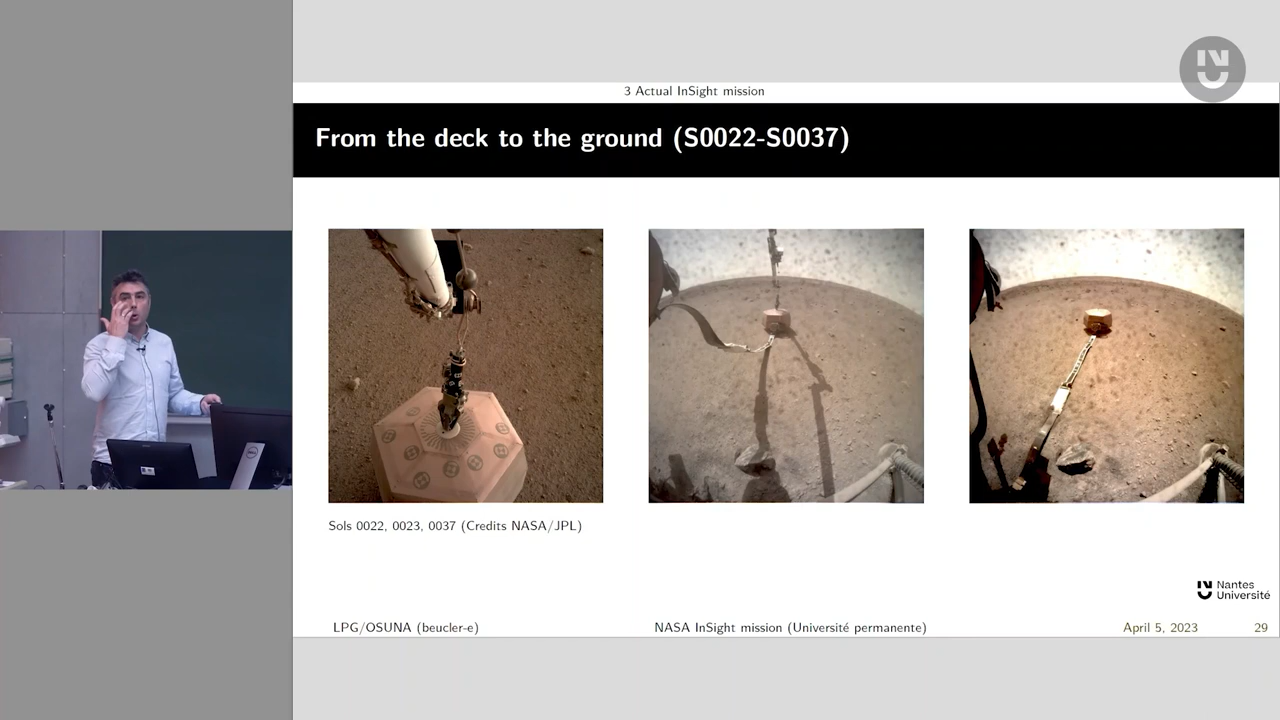 3 Actual InSight mission
From the deck to the ground (S0022-S0037)
Sols 0022, 0023, 0037 (Credits NASA/JPL)
Nantes
Université
LPG/OSUNA (beucler-e)
NASA InSight mission (Université permanente)
April 5, 2023
29